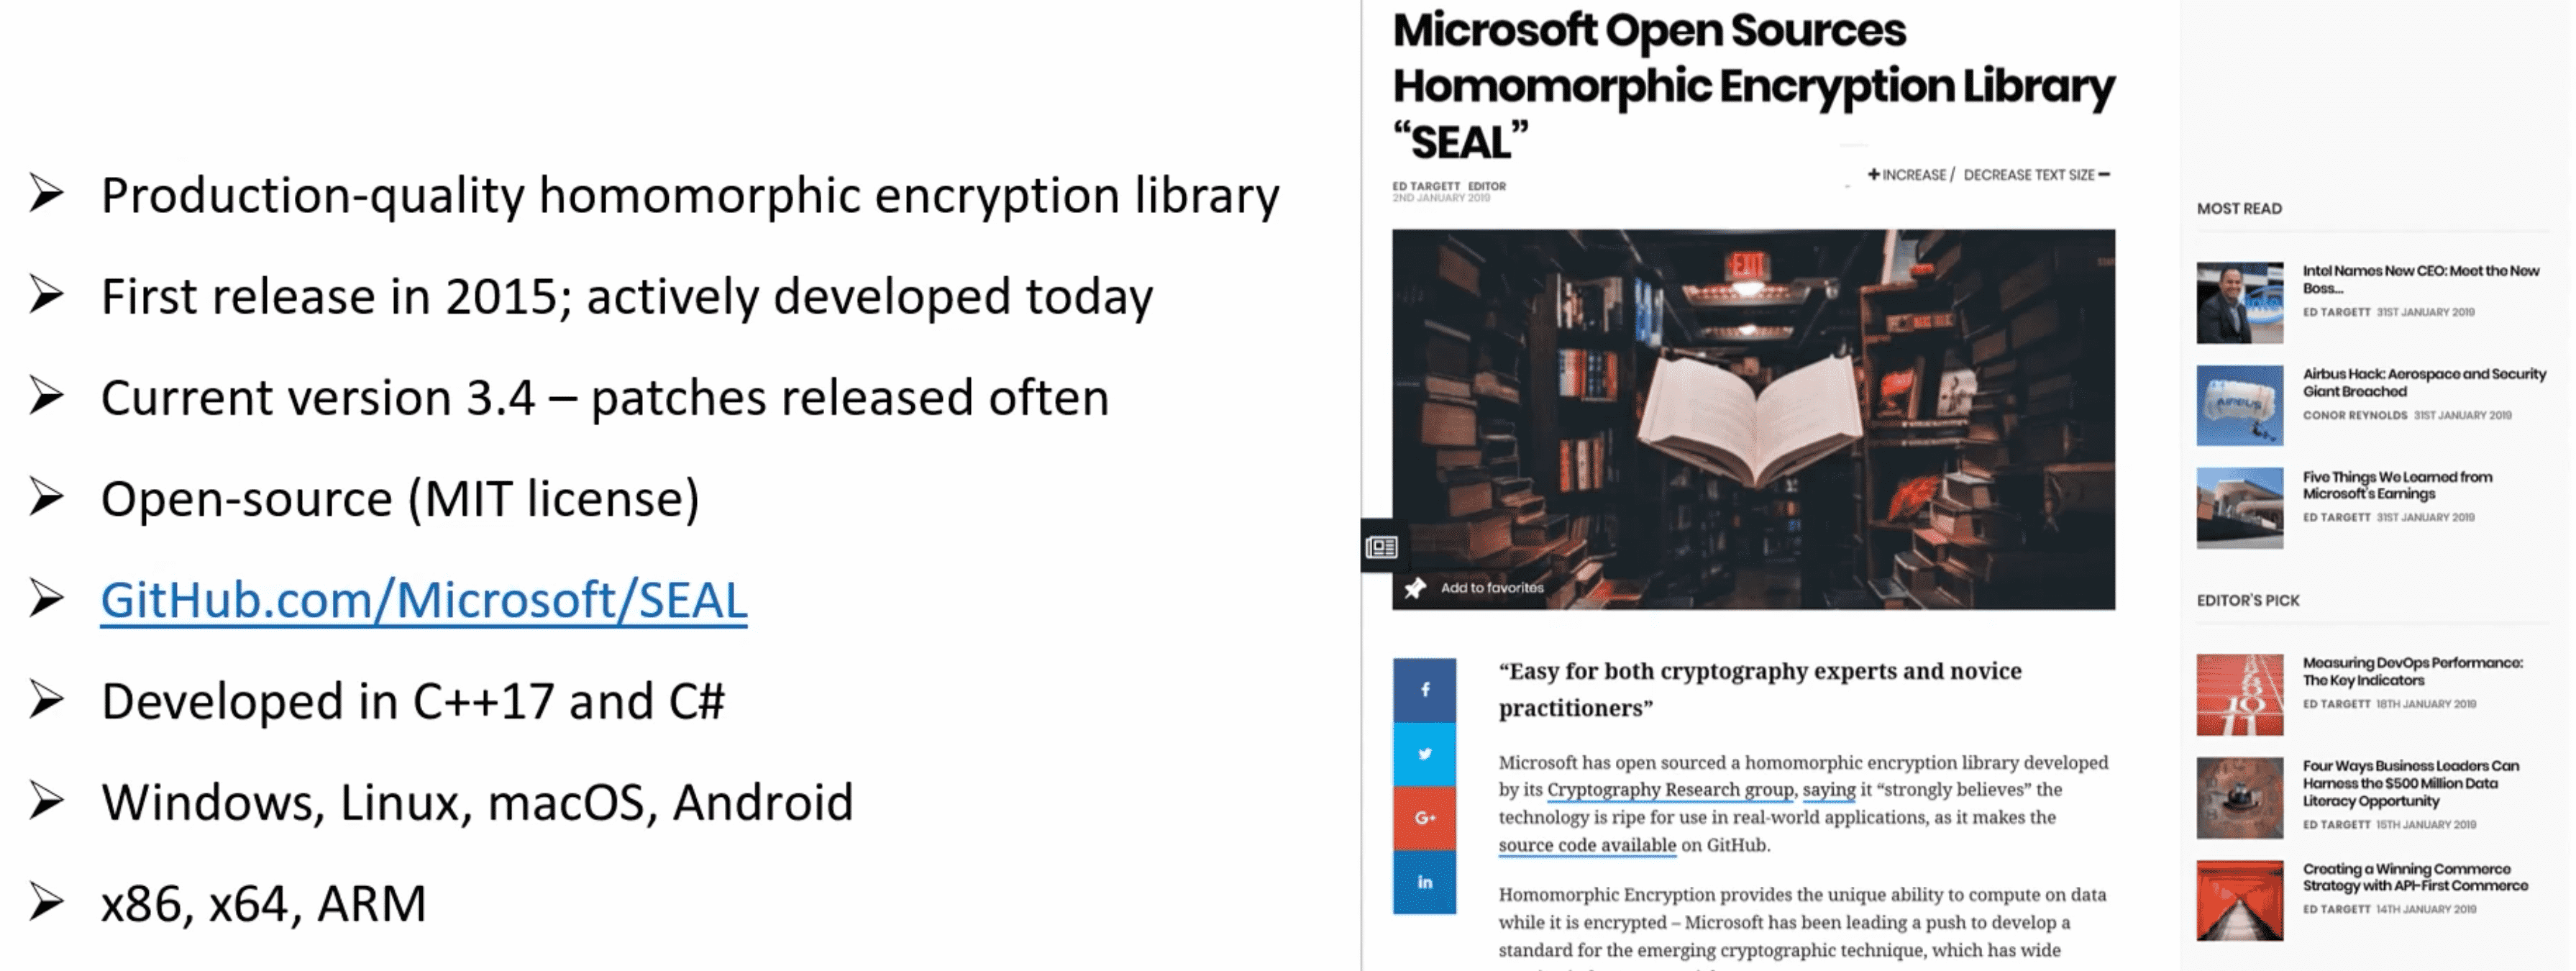 Production-quality homomorphic encryption library
First release in 2015; actively developed today
Current version 3.4 – patches released often
Open-source (MIT license)
GitHub.com/Microsoft/SEAL
Developed in C++17 and C#
Windows, Linux, macOS, Android
x86, x64, ARM
Microsoft Open Sources
Homomorphic Encryption Library
“SEAL”
ED TARGETT EDITOR
2ND JANUARY 2019
+INCREASE / DECREASE TEXT SIZE−
EXIT
Add to favorites
“Easy for both cryptography experts and novice
practitioners”
Microsoft has open sourced a homomorphic encryption library developed
by its Cryptography Research group, saying it “strongly believes” the
technology is ripe for use in real-world applications, as it makes the
source code available on GitHub.
Homomorphic Encryption provides the unique ability to compute on data
while it is encrypted – Microsoft has been leading a push to develop a
standard for the emerging cryptographic technique, which has wide
f
G+
in
MOST READ
Intel Names New CEO: Meet the New
Boss...
ED TARGETT 31ST JANUARY 2019
Airbus Hack: Aerospace and Security
Giant Breached
CONOR REYNOLDS 31ST JANUARY 2019
AIRBUS
Five Things We Learned from
Microsoft's Earnings
ED TARGETT 31ST JANUARY 2019
EDITOR'S PICK
Measuring DevOps Performance:
The Key Indicators
ED TARGETT 18TH JANUARY 2019
Four Ways Business Leaders Can
Harness the $500 Million Data
Literacy Opportunity
ED TARGETT 15TH JANUARY 2019
Creating a Winning Commerce
Strategy with API-First Commerce
ED TARGETT 14TH JANUARY 2019